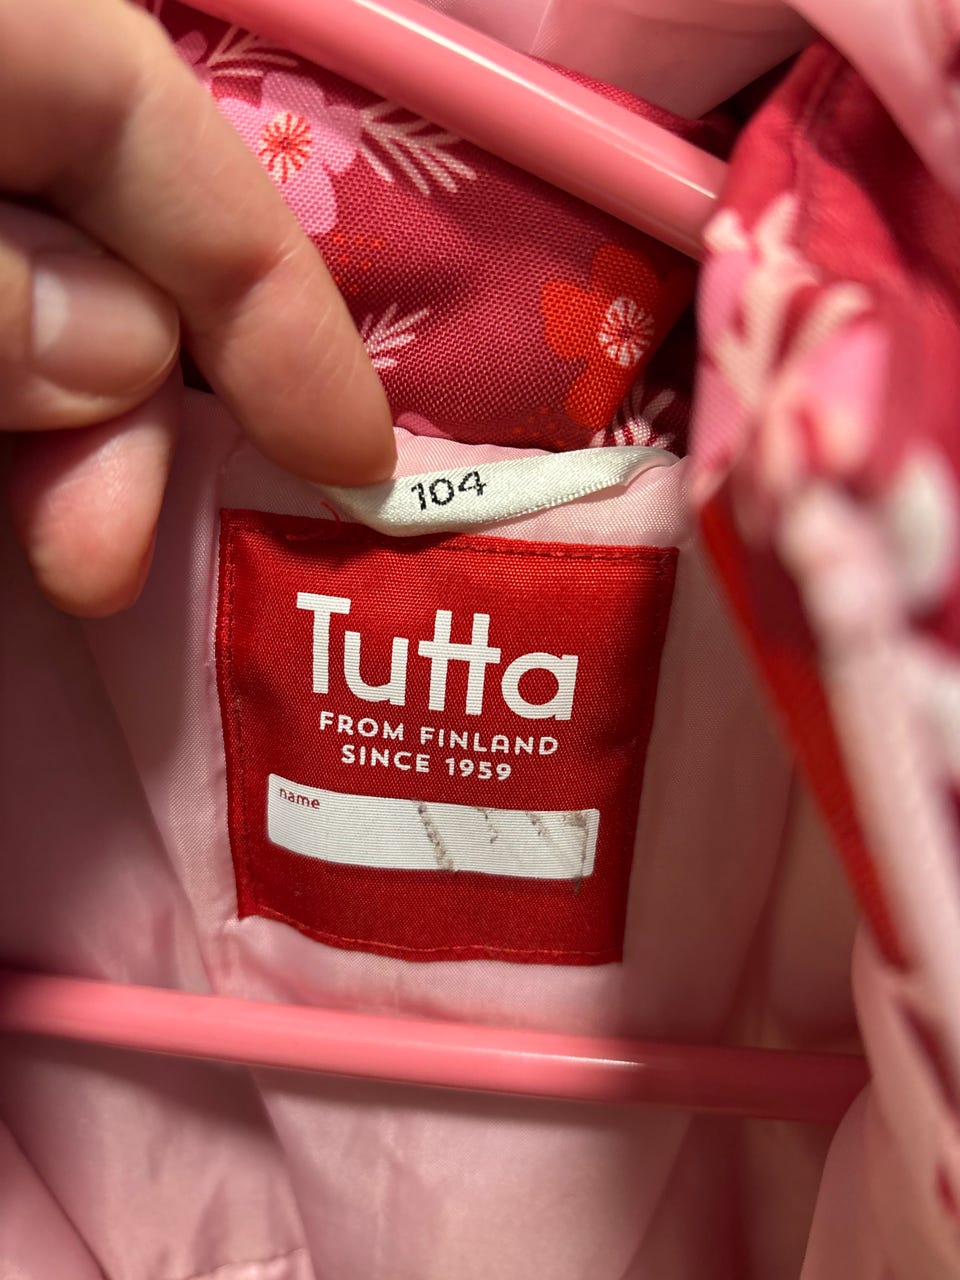 104
Tutta
FROM FINLAND
SINCE 1959
name